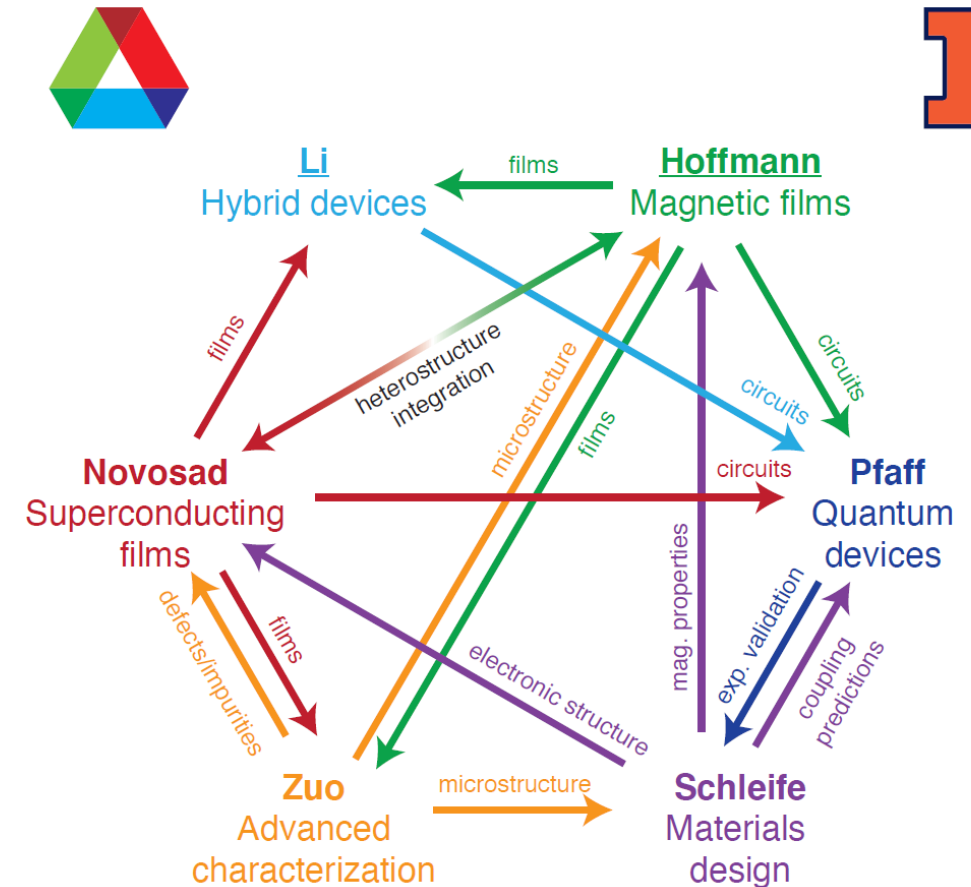 Li
Hybrid devices
films
Hoffmann
Magnetic films
films
heterostructure
integration
microstructure
films
circuits
circuits
Novosad
Superconducting
films
circuits
Pfaff
Quantum
devices
defects/impurities
films
electronic structure
mag. properties
exp. validation
coupling
predictions
Zuo
Advanced
characterization
microstructure
Schleife
Materials
design